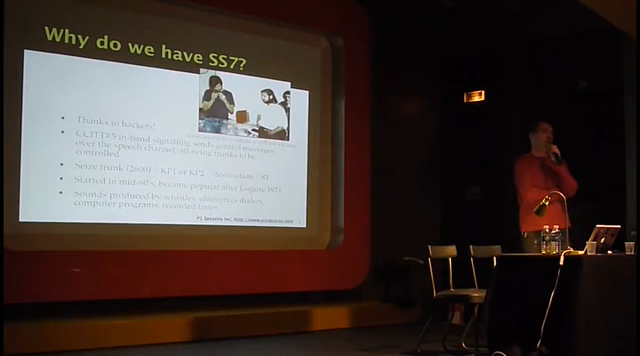 Why do we have SS7?
• Thanks to hackers!
• CCITT#5 in-band signalling sends control messages
over the speech channel, allowing trunks to be
controlled
• Seize trunk (2600) / KP1 or KP2 / destination / ST
• Started in mid-60's, became popular after Esquire 1971
• Sounds produced by whistles, electronics dialers,
computer programs, recorded tones
P1 Security Inc, http://www.p1security.com